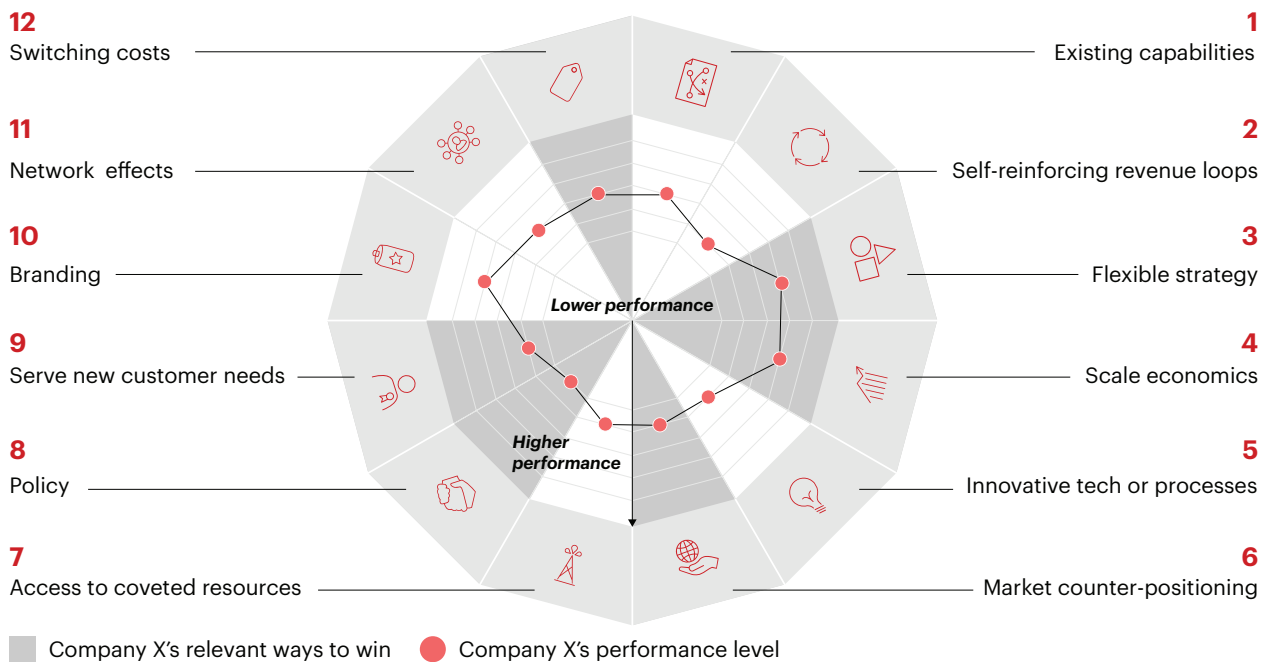 12
Switching costs
11
Network effects
10
Branding
9
Serve new customer needs
8
Policy
7
Access to coveted resources
1
Existing capabilities
2
Self-reinforcing revenue loops
3
Flexible strategy
4
Scale economics
5
Innovative tech or processes
6
Market counter-positioning
Lower performance
Higher
performance
Company X's relevant ways to win
Company X's performance level